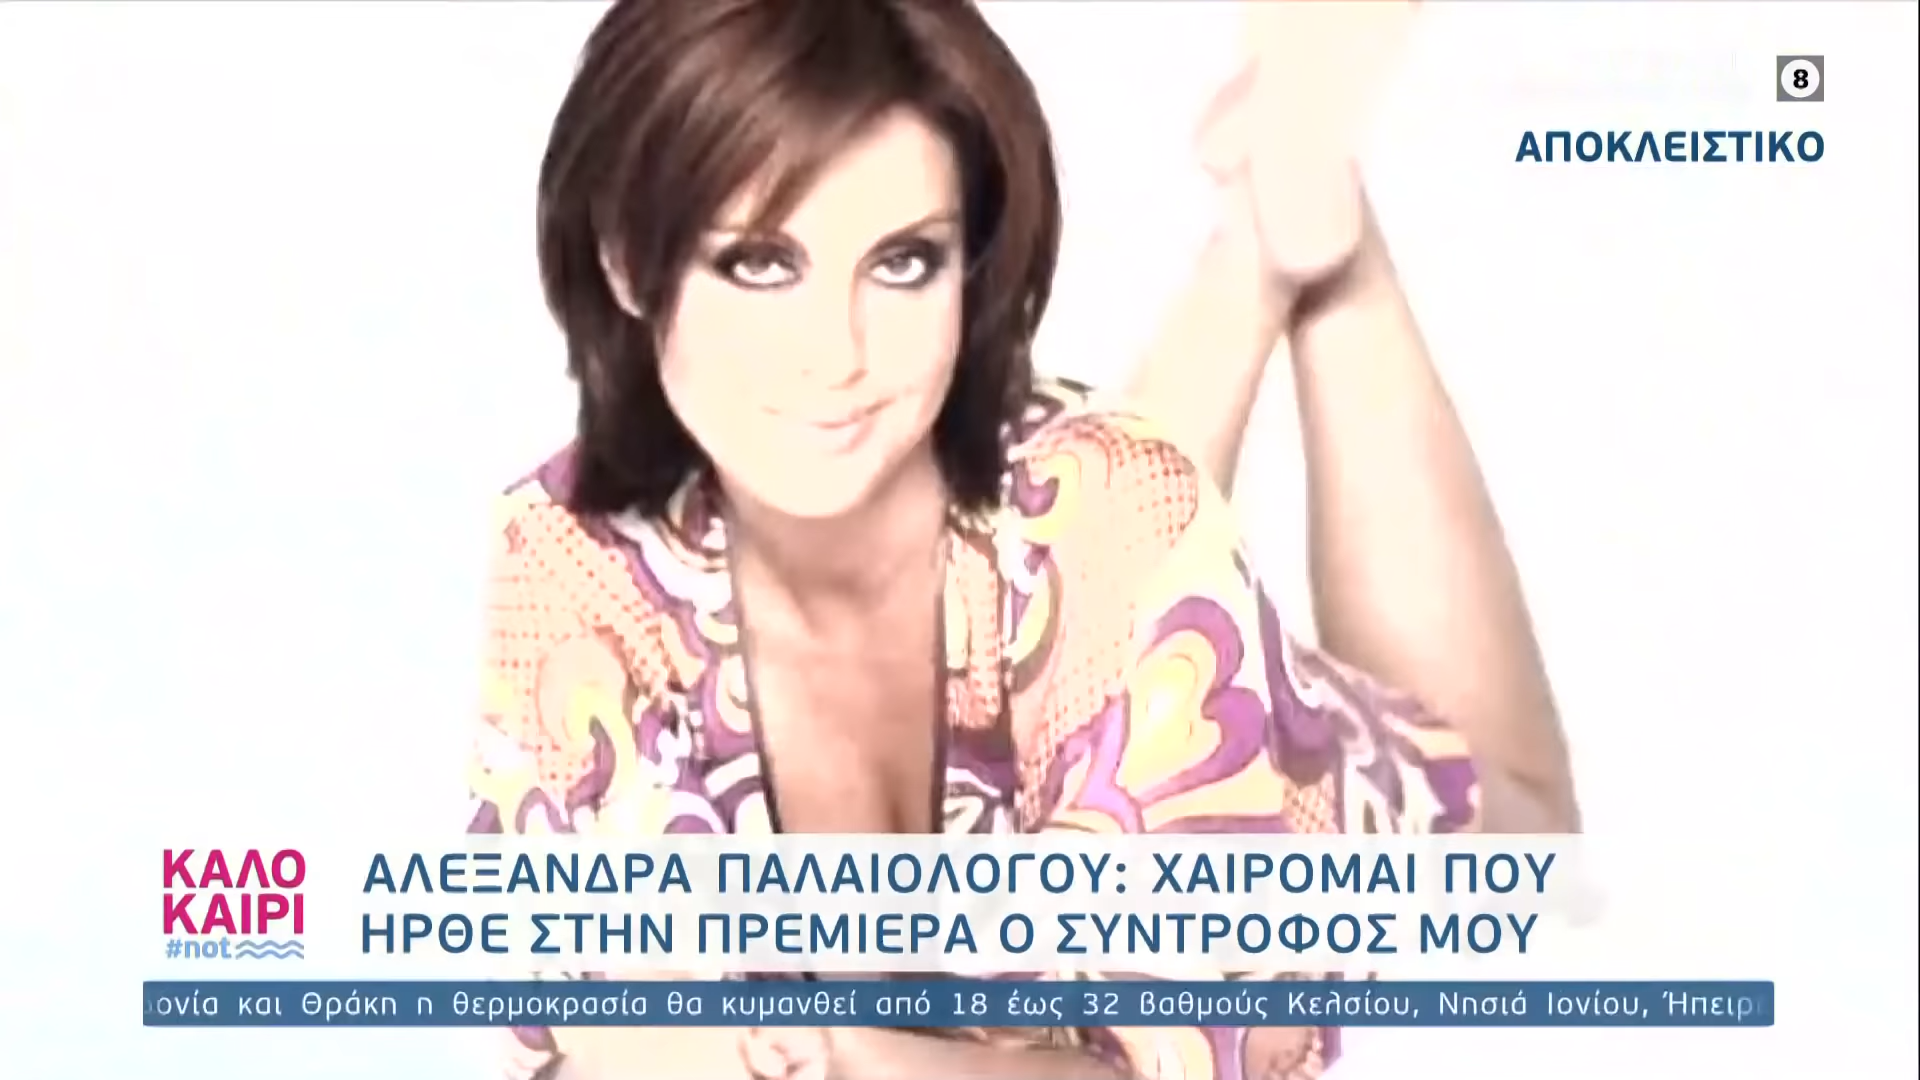 8
ΑΠΟΚΛΕΙΣΤΙΚΟ
ΚΑΛΟ
ΚΑΙΡΙ
#not
ΑΛΕΞΑΝΔΡΑ ΠΑΛΑΙΟΛΟΓΟΥ: ΧΑΙΡΟΜΑΙ ΠΟΥ
ΗΡΘΕ ΣΤΗΝ ΠΡΕΜΙΕΡΑ Ο ΣΥΝΤΡΟΦΟΣ ΜΟΥ
και Θράκη η θερμοκρασία θα κυμανθεί από 18 έως 32 βαθμούς Κελσίου, Νησιά Ιονίου,